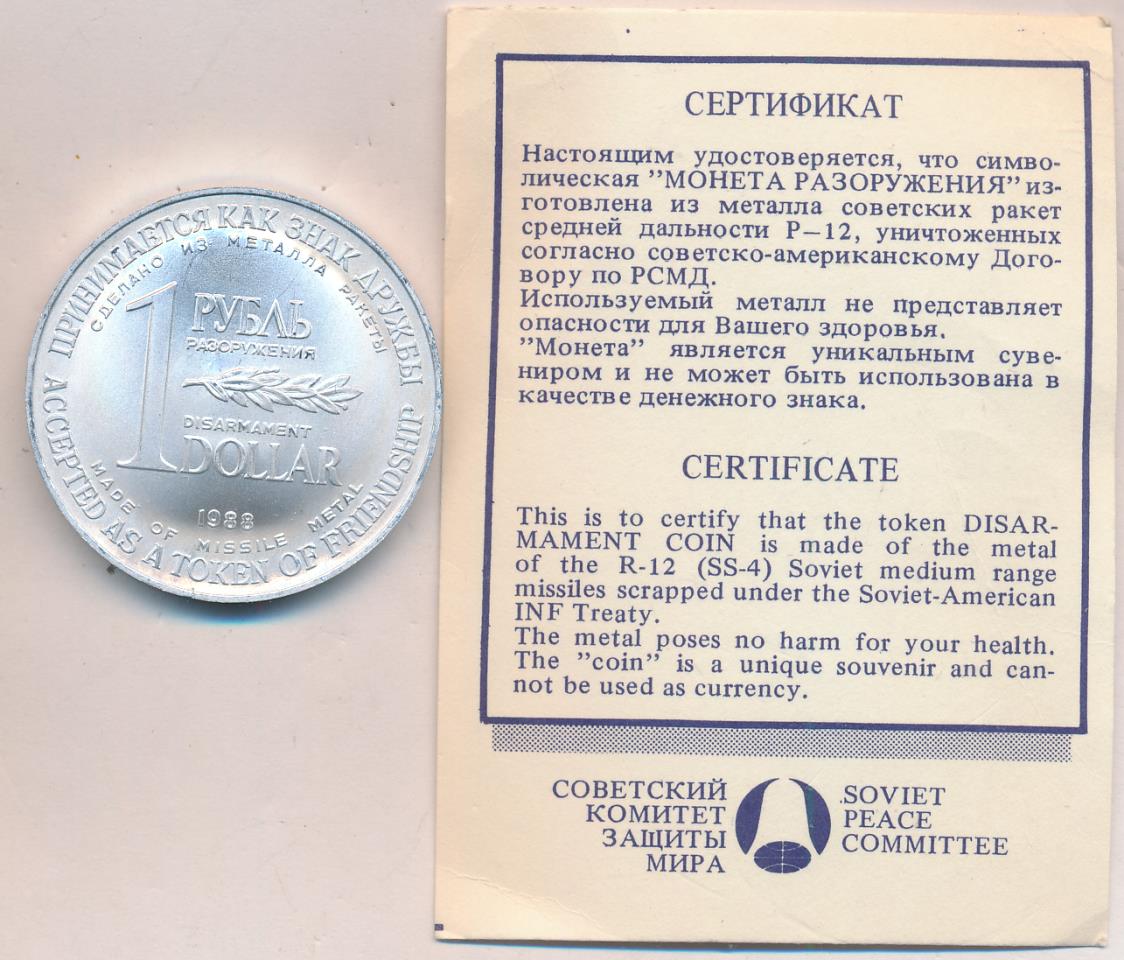 ПРИНИМАЕТСЯ КАК ЗНАК ДРУЖБЫ
СДЕЛАНО ИЗ МЕТАЛЛА РАКЕТЫ
1
РУБЛЬ
РАЗОРУЖЕНИЯ
DISARMAMENT
DOLLAR
1988
MADE OF MISSILE METAL
ACCEPTED AS A TOKEN OF FRIENDSHIP
СЕРТИФИКАТ
Настоящим удостоверяется, что симво-
лическая "МОНЕТА РАЗОРУЖЕНИЯ" из-
готовлена из металла советских ракет
средней дальности Р–12, уничтоженных
согласно советско-американскому Дого-
вору по РСМД.
Используемый металл не представляет
опасности для Вашего здоровья.
"Монета" является уникальным суве-
ниром и не может быть использована в
качестве денежного знака.
CERTIFICATE
This is to certify that the token DISAR-
MAMENT COIN is made of the metal
of the R-12 (SS-4) Soviet medium range
missiles scrapped under the Soviet-American
INF Treaty.
The metal poses no harm for your health.
The "coin" is a unique souvenir and can-
not be used as currency.
СОВЕТСКИЙ
КОМИТЕТ
ЗАЩИТЫ
МИРА
SOVIET
PEACE
COMMITTEE